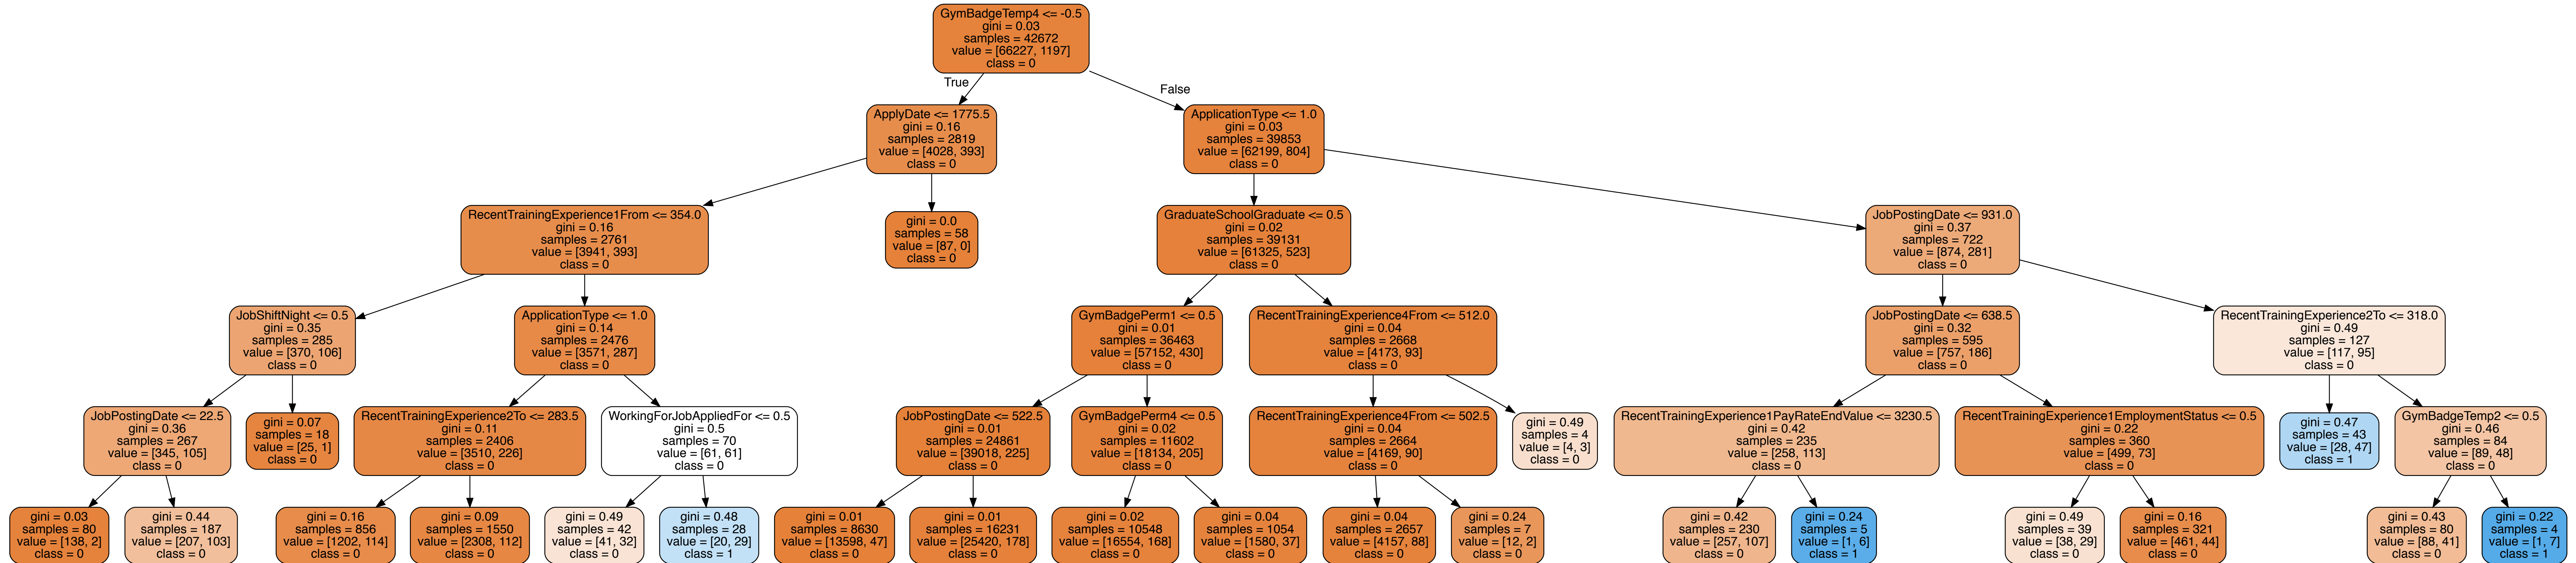 GymBadgeTemp4 <= -0.5
gini = 0.03
samples = 42672
value = [66227, 1197]
class = 0
True
False
ApplyDate <= 1775.5
gini = 0.16
samples = 2819
value = [4028, 393]
class = 0
ApplicationType <= 1.0
gini = 0.03
samples = 39853
value = [62199, 804]
class = 0
RecentTrainingExperience1From <= 354.0
gini = 0.16
samples = 2761
value = [3941, 393]
class = 0
gini = 0.0
samples = 58
value = [87, 0]
class = 0
GraduateSchoolGraduate <= 0.5
gini = 0.02
samples = 39131
value = [61325, 523]
class = 0
JobPostingDate <= 931.0
gini = 0.37
samples = 722
value = [874, 281]
class = 0
JobShiftNight <= 0.5
gini = 0.35
samples = 285
value = [370, 106]
class = 0
ApplicationType <= 1.0
gini = 0.14
samples = 2476
value = [3571, 287]
class = 0
GymBadgePerm1 <= 0.5
gini = 0.01
samples = 36463
value = [57152, 430]
class = 0
RecentTrainingExperience4From <= 512.0
gini = 0.04
samples = 2668
value = [4173, 93]
class = 0
JobPostingDate <= 638.5
gini = 0.32
samples = 595
value = [757, 186]
class = 0
RecentTrainingExperience2To <= 318.0
gini = 0.49
samples = 127
value = [117, 95]
class = 0
JobPostingDate <= 22.5
gini = 0.36
samples = 267
value = [345, 105]
class = 0
gini = 0.07
samples = 18
value = [25, 1]
class = 0
RecentTrainingExperience2To <= 283.5
gini = 0.11
samples = 2406
value = [3510, 226]
class = 0
WorkingForJobAppliedFor <= 0.5
gini = 0.5
samples = 70
value = [61, 61]
class = 0
JobPostingDate <= 522.5
gini = 0.01
samples = 24861
value = [39018, 225]
class = 0
GymBadgePerm4 <= 0.5
gini = 0.02
samples = 11602
value = [18134, 205]
class = 0
RecentTrainingExperience4From <= 502.5
gini = 0.04
samples = 2664
value = [4169, 90]
class = 0
gini = 0.49
samples = 4
value = [4, 3]
class = 0
RecentTrainingExperience1PayRateEndValue <= 3230.5
gini = 0.42
samples = 235
value = [258, 113]
class = 0
RecentTrainingExperience1EmploymentStatus <= 0.5
gini = 0.22
samples = 360
value = [499, 73]
class = 0
gini = 0.47
samples = 43
value = [28, 47]
class = 1
GymBadgeTemp2 <= 0.5
gini = 0.46
samples = 84
value = [89, 48]
class = 0
gini = 0.03
samples = 80
value = [138, 2]
class = 0
gini = 0.44
samples = 187
value = [207, 103]
class = 0
gini = 0.16
samples = 856
value = [1202, 114]
class = 0
gini = 0.09
samples = 1550
value = [2308, 112]
class = 0
gini = 0.49
samples = 42
value = [41, 32]
class = 0
gini = 0.48
samples = 28
value = [20, 29]
class = 1
gini = 0.01
samples = 8630
value = [13598, 47]
class = 0
gini = 0.01
samples = 16231
value = [25420, 178]
class = 0
gini = 0.02
samples = 10548
value = [16554, 168]
class = 0
gini = 0.04
samples = 1054
value = [1580, 37]
class = 0
gini = 0.04
samples = 2657
value = [4157, 88]
class = 0
gini = 0.24
samples = 7
value = [12, 2]
class = 0
gini = 0.42
samples = 230
value = [257, 107]
class = 0
gini = 0.24
samples = 5
value = [1, 6]
class = 1
gini = 0.49
samples = 39
value = [38, 29]
class = 0
gini = 0.16
samples = 321
value = [461, 44]
class = 0
gini = 0.43
samples = 80
value = [88, 41]
class = 0
gini = 0.22
samples = 4
value = [1, 7]
class = 1